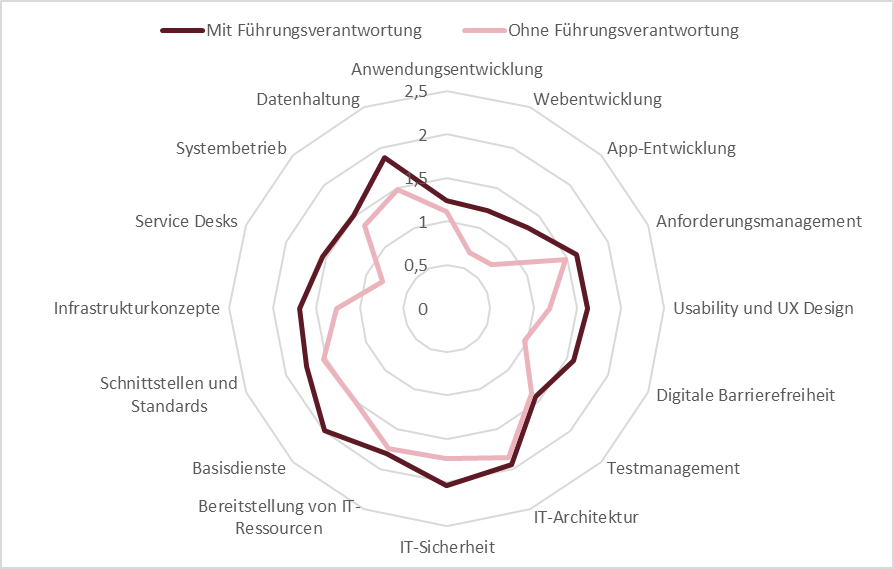 Mit Führungsverantwortung
Ohne Führungsverantwortung
Anwendungsentwicklung
Webentwicklung
App-Entwicklung
Anforderungsmanagement
Usability und UX Design
Digitale Barrierefreiheit
Testmanagement
IT-Architektur
IT-Sicherheit
Bereitstellung von IT-
Ressourcen
Basisdienste
Schnittstellen und
Standards
Infrastrukturkonzepte
Service Desks
Systembetrieb
Datenhaltung
2,5
2
1,5
1
0,5
0